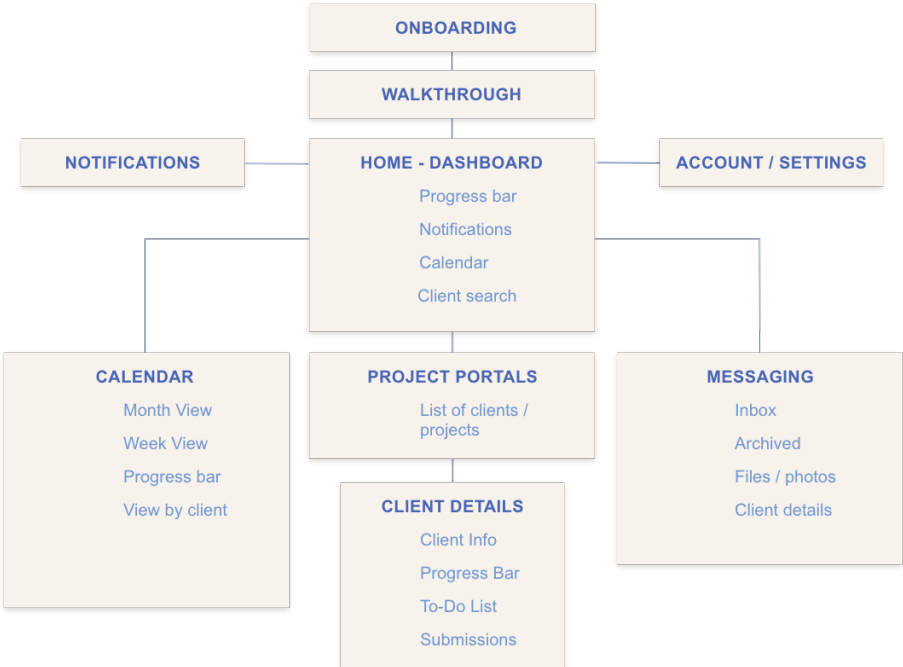 ONBOARDING
WALKTHROUGH
NOTIFICATIONS
HOME - DASHBOARD
Progress bar
Notifications
Calendar
Client search
ACCOUNT / SETTINGS
CALENDAR
Month View
Week View
Progress bar
View by client
PROJECT PORTALS
List of clients /
projects
CLIENT DETAILS
Client Info
Progress Bar
To-Do List
Submissions
MESSAGING
Inbox
Archived
Files / photos
Client details